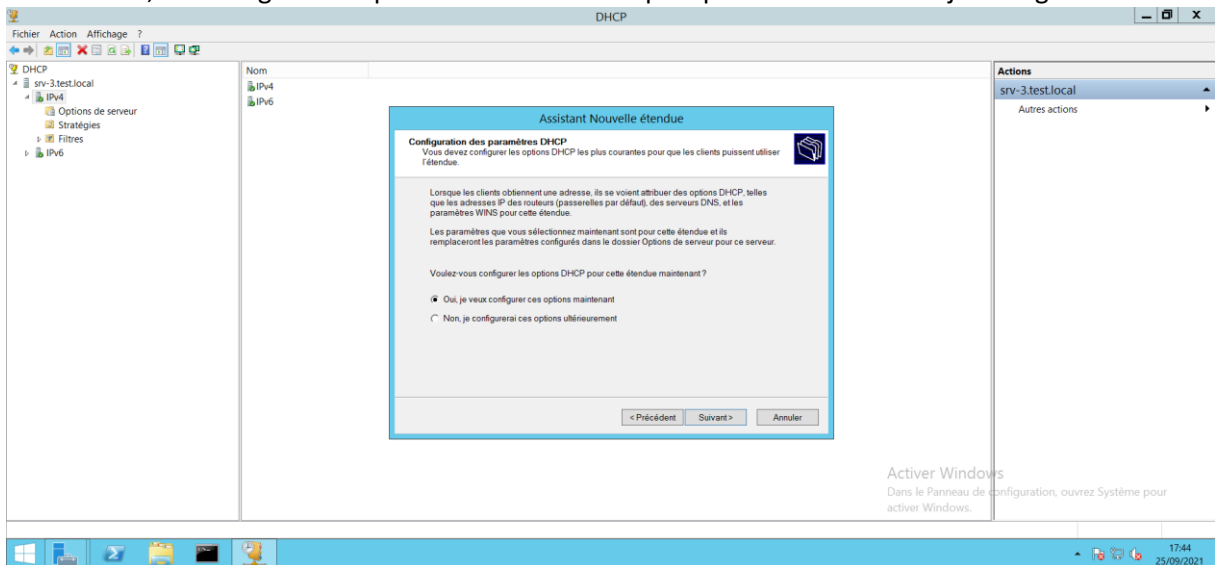 DHCP
Fichier Action Affichage ?
DHCP
srv-3.test.local
IPv4
Options de serveur
Stratégies
Filtres
IPv6
Nom
IPv4
IPv6
Assistant Nouvelle étendue
Configuration des paramètres DHCP
Vous devez configurer les options DHCP les plus courantes pour que les clients puissent utiliser
l'étendue.
Lorsque les clients obtiennent une adresse, ils se voient attribuer des options DHCP, telles
que les adresses IP des routeurs (passerelles par défaut), des serveurs DNS, et les
paramètres WINS pour cette étendue.
Les paramètres que vous sélectionnez maintenant sont pour cette étendue et ils
remplaceront les paramètres configurés dans le dossier Options de serveur pour ce serveur.
Voulez-vous configurer les options DHCP pour cette étendue maintenant ?
Oui, je veux configurer ces options maintenant
Non, je configurerai ces options ultérieurement
< Précédent Suivant > Annuler
Actions
srv-3.test.local
Autres actions
Activer Windows
Dans le Panneau de configuration, ouvrez Système pour
activer Windows.
17:44
25/09/2021